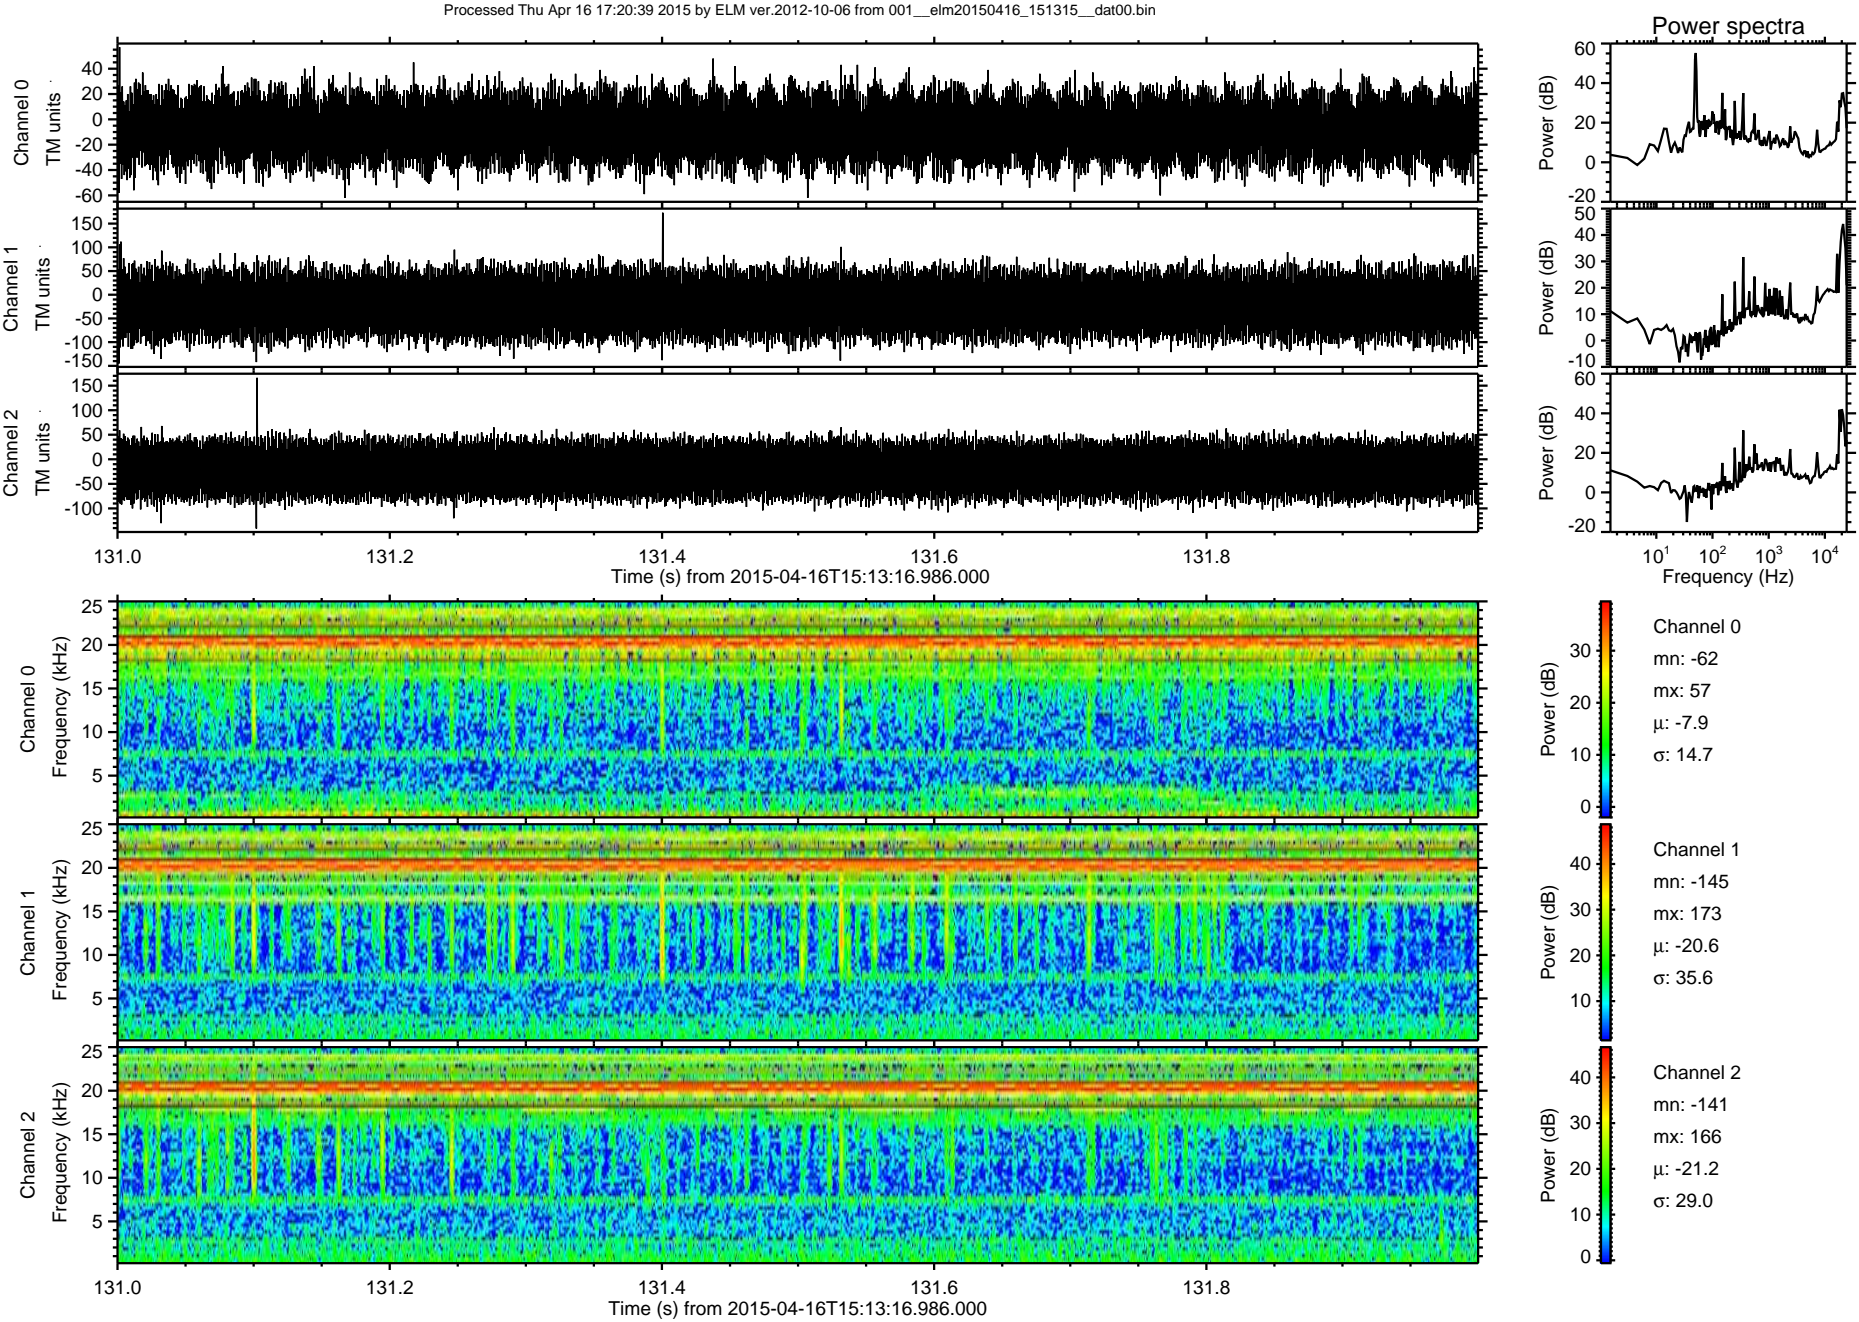 Processed Thu Apr 16 17:20:39 2015 by ELM ver.2012-10-06 from 001__elm20150416_151315__dat00.bin
Power spectra
Channel 0
TM units
40
20
0
-20
-40
-60
Power (dB)
60
40
20
0
-20
Channel 1
TM units
150
100
50
0
-50
-100
-150
Power (dB)
50
40
30
20
10
0
-10
Channel 2
TM units
150
100
50
0
-50
-100
Power (dB)
60
40
20
0
-20
131.0 131.2 131.4 131.6 131.8
Time (s) from 2015-04-16T15:13:16.986.000
10^1 10^2 10^3 10^4
Frequency (Hz)
Channel 0
Frequency (kHz)
25
20
15
10
5
Power (dB)
30
20
10
0
Channel 0
mn: -62
mx: 57
μ: -7.9
σ: 14.7
Channel 1
Frequency (kHz)
25
20
15
10
5
Power (dB)
40
30
20
10
Channel 1
mn: -145
mx: 173
μ: -20.6
σ: 35.6
Channel 2
Frequency (kHz)
25
20
15
10
5
Power (dB)
40
30
20
10
0
Channel 2
mn: -141
mx: 166
μ: -21.2
σ: 29.0
131.0 131.2 131.4 131.6 131.8
Time (s) from 2015-04-16T15:13:16.986.000